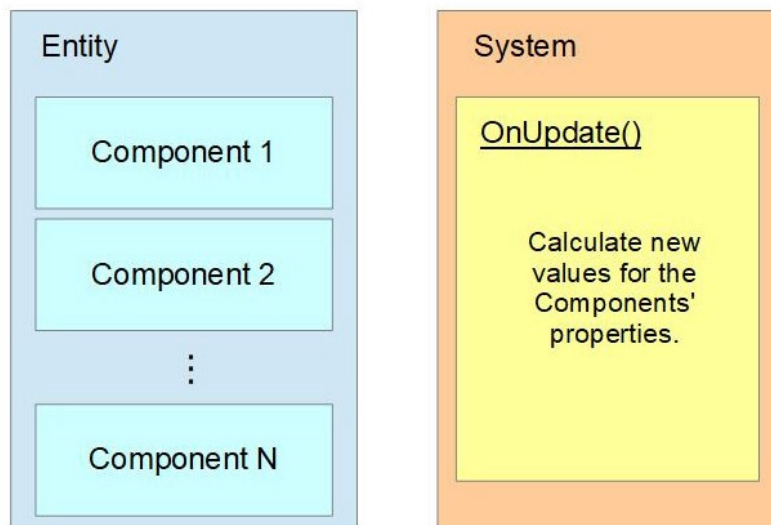 Entity
Component 1
Component 2
⋮
Component N
System
OnUpdate()
Calculate new
values for the
Components'
properties.